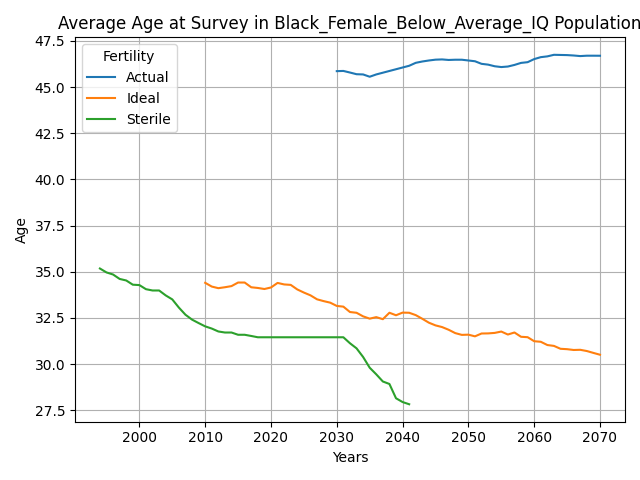 Average Age at Survey in Black_Female_Below_Average_IQ Population
Fertility
Actual
Ideal
Sterile
47.5
45.0
42.5
40.0
37.5
35.0
32.5
30.0
27.5
Age
2000
2010
2020
2030
2040
2050
2060
2070
Years